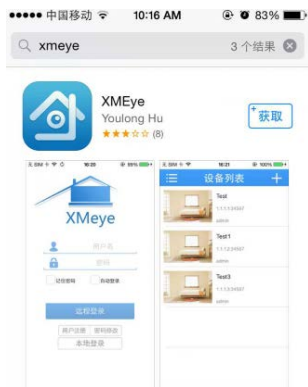 中国移动 10:16 AM 83%
xmeye 3 个结果
XMEye
Youlong Hu
(8)
+获取
16:20
XMeye
用户名
密码
记住密码 自动登录
远程登录
用户注册 密码修改
本地登录
16:21 100%
设备列表
Test
admin
Test1
admin
Test3
admin